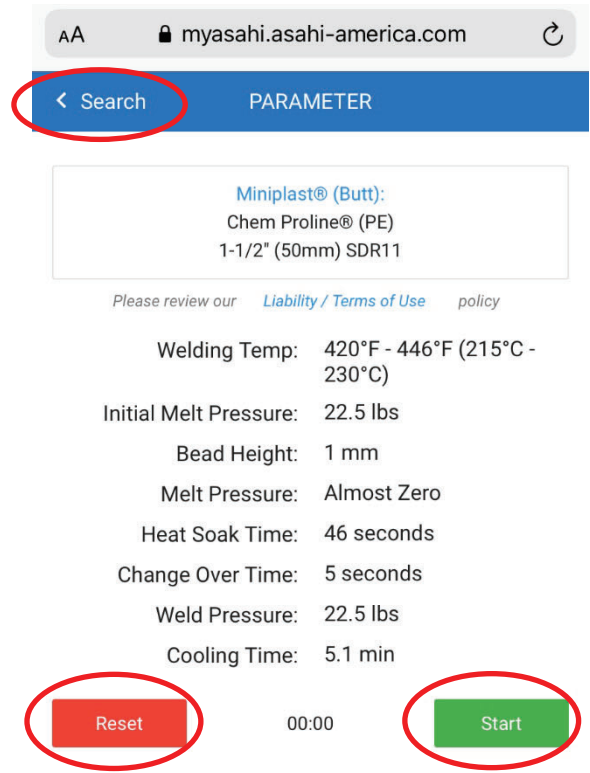 AA myasahi.asahi-america.com
Search PARAMETER
Miniplast® (Butt):
Chem Proline® (PE)
1-1/2" (50mm) SDR11
Please review our Liability / Terms of Use policy
Welding Temp: 420°F - 446°F (215°C -
230°C)
Initial Melt Pressure: 22.5 lbs
Bead Height: 1 mm
Melt Pressure: Almost Zero
Heat Soak Time: 46 seconds
Change Over Time: 5 seconds
Weld Pressure: 22.5 lbs
Cooling Time: 5.1 min
Reset 00:00 Start